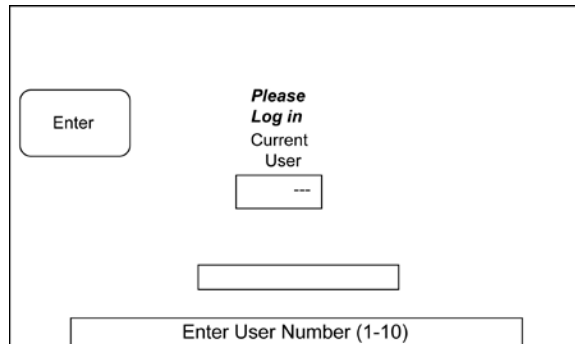 Enter
Please
Log in
Current
User
---
Enter User Number (1-10)